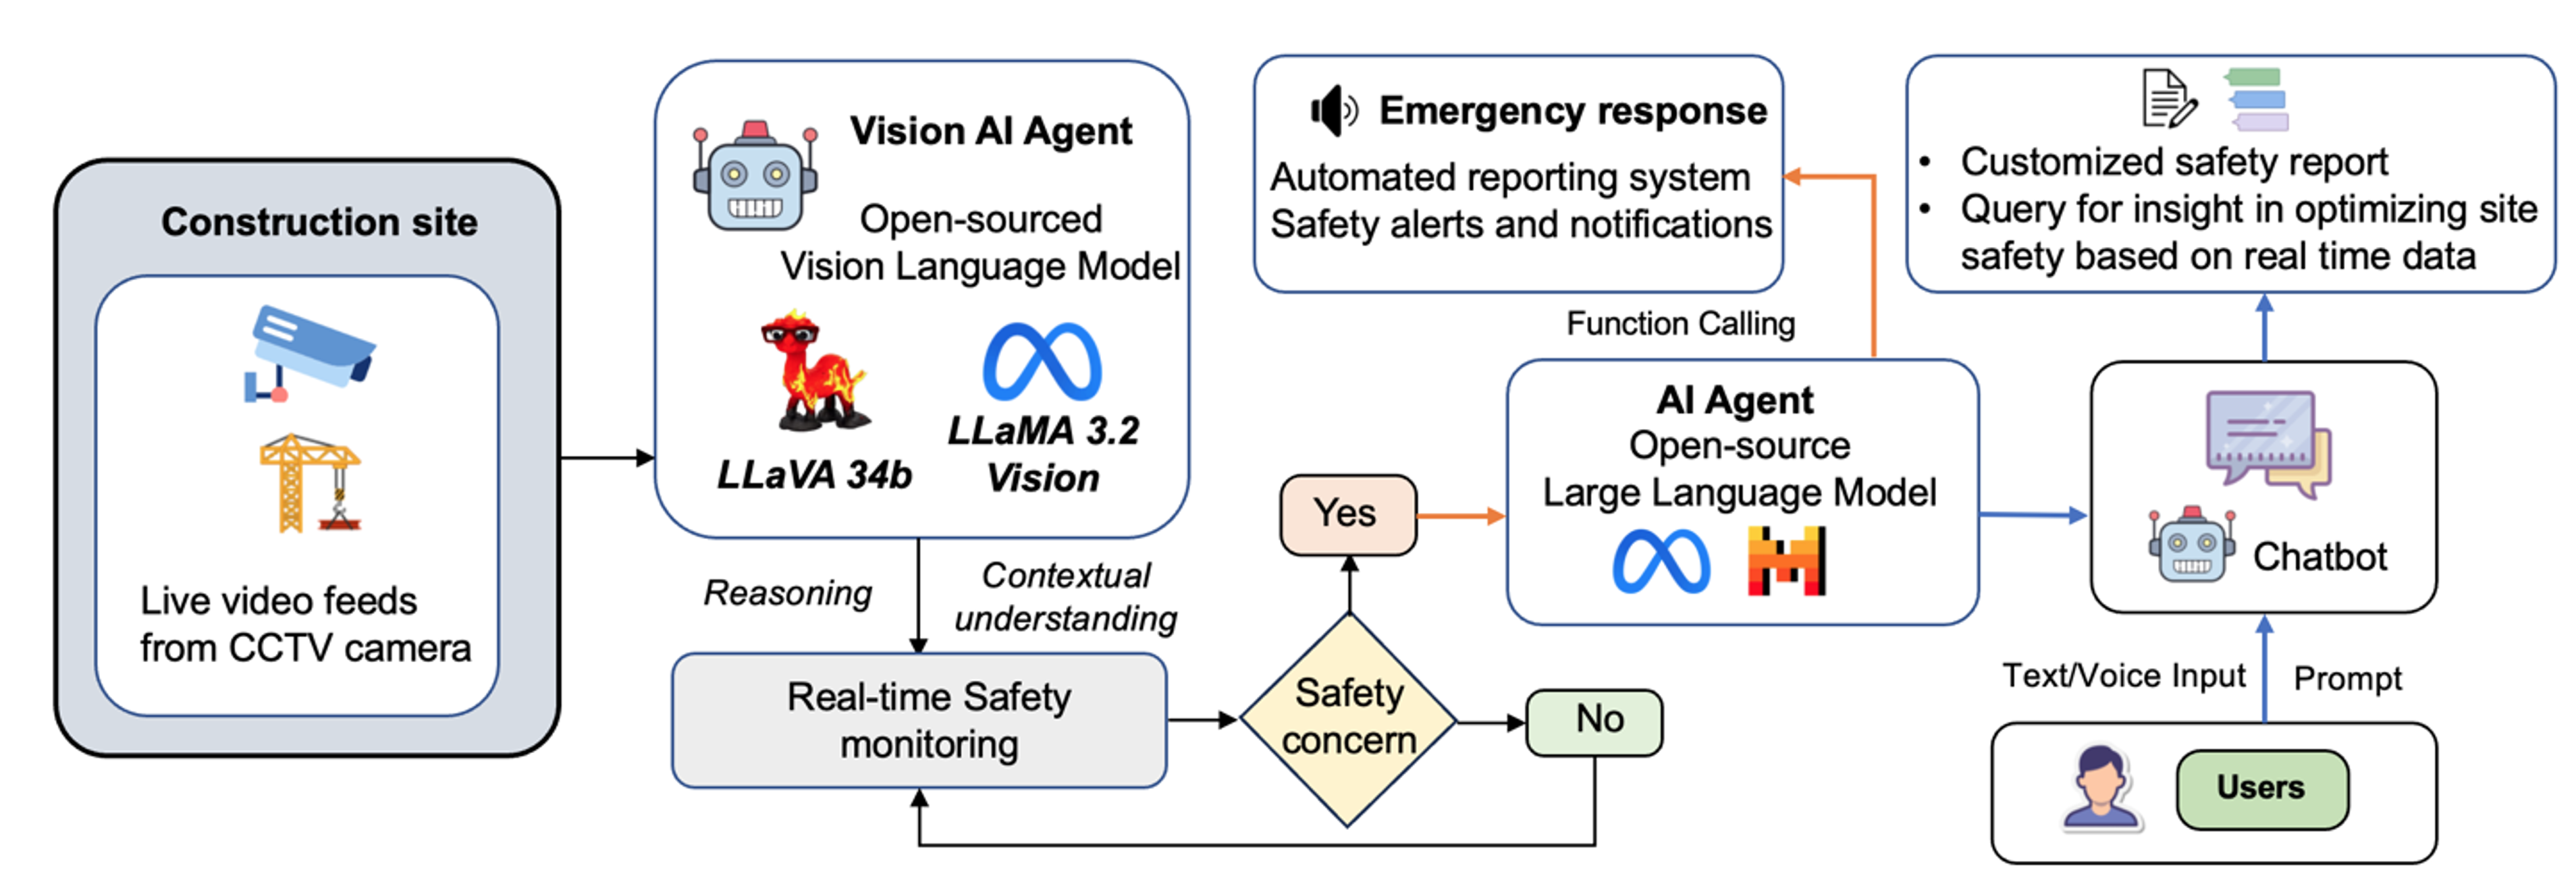 Construction site
Live video feeds
from CCTV camera
Vision AI Agent
Open-sourced
Vision Language Model
LLaVA 34b
LLaMA 3.2
Vision
Reasoning
Contextual
understanding
Real-time Safety
monitoring
Safety
concern
Yes
No
Emergency response
Automated reporting system
Safety alerts and notifications
Function Calling
AI Agent
Open-source
Large Language Model
• Customized safety report
• Query for insight in optimizing site
safety based on real time data
Chatbot
Text/Voice Input
Prompt
Users